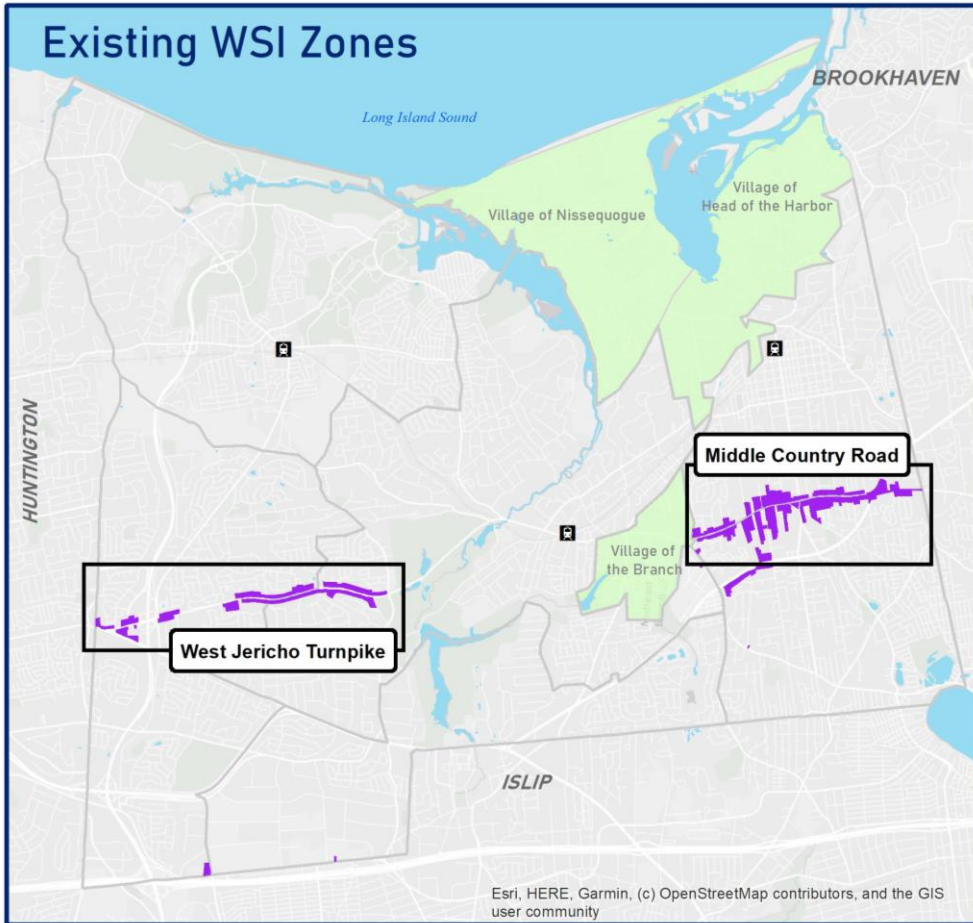 Existing WSI Zones
BROOKHAVEN
Long Island Sound
Village of
Head of the Harbor
Village of Nissequogue
HUNTINGTON
Middle Country Road
Village of
the Branch
West Jericho Turnpike
ISLIP
Esri, HERE, Garmin, (c) OpenStreetMap contributors, and the GIS
user community